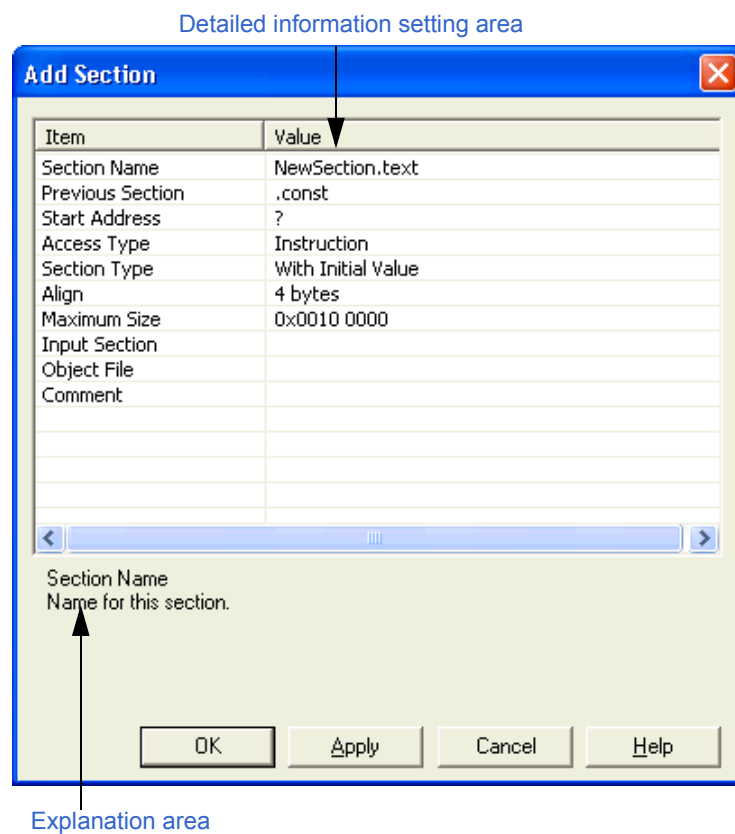 Detailed information setting area
Add Section
Item Value
Section Name NewSection.text
Previous Section .const
Start Address ?
Access Type Instruction
Section Type With Initial Value
Align 4 bytes
Maximum Size 0x0010 0000
Input Section
Object File
Comment
Section Name
Name for this section.
OK Apply Cancel Help
Explanation area